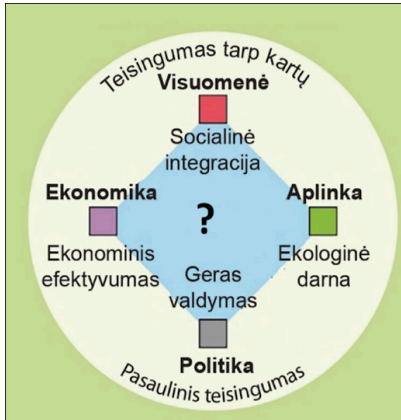 Teisingumas tarp kartų
Visuomenė
Socialinė
integracija
Ekonomika
Ekonominis
efektyvumas
?
Aplinka
Ekologinė
darna
Geras
valdymas
Politika
Pasaulinis teisingumas